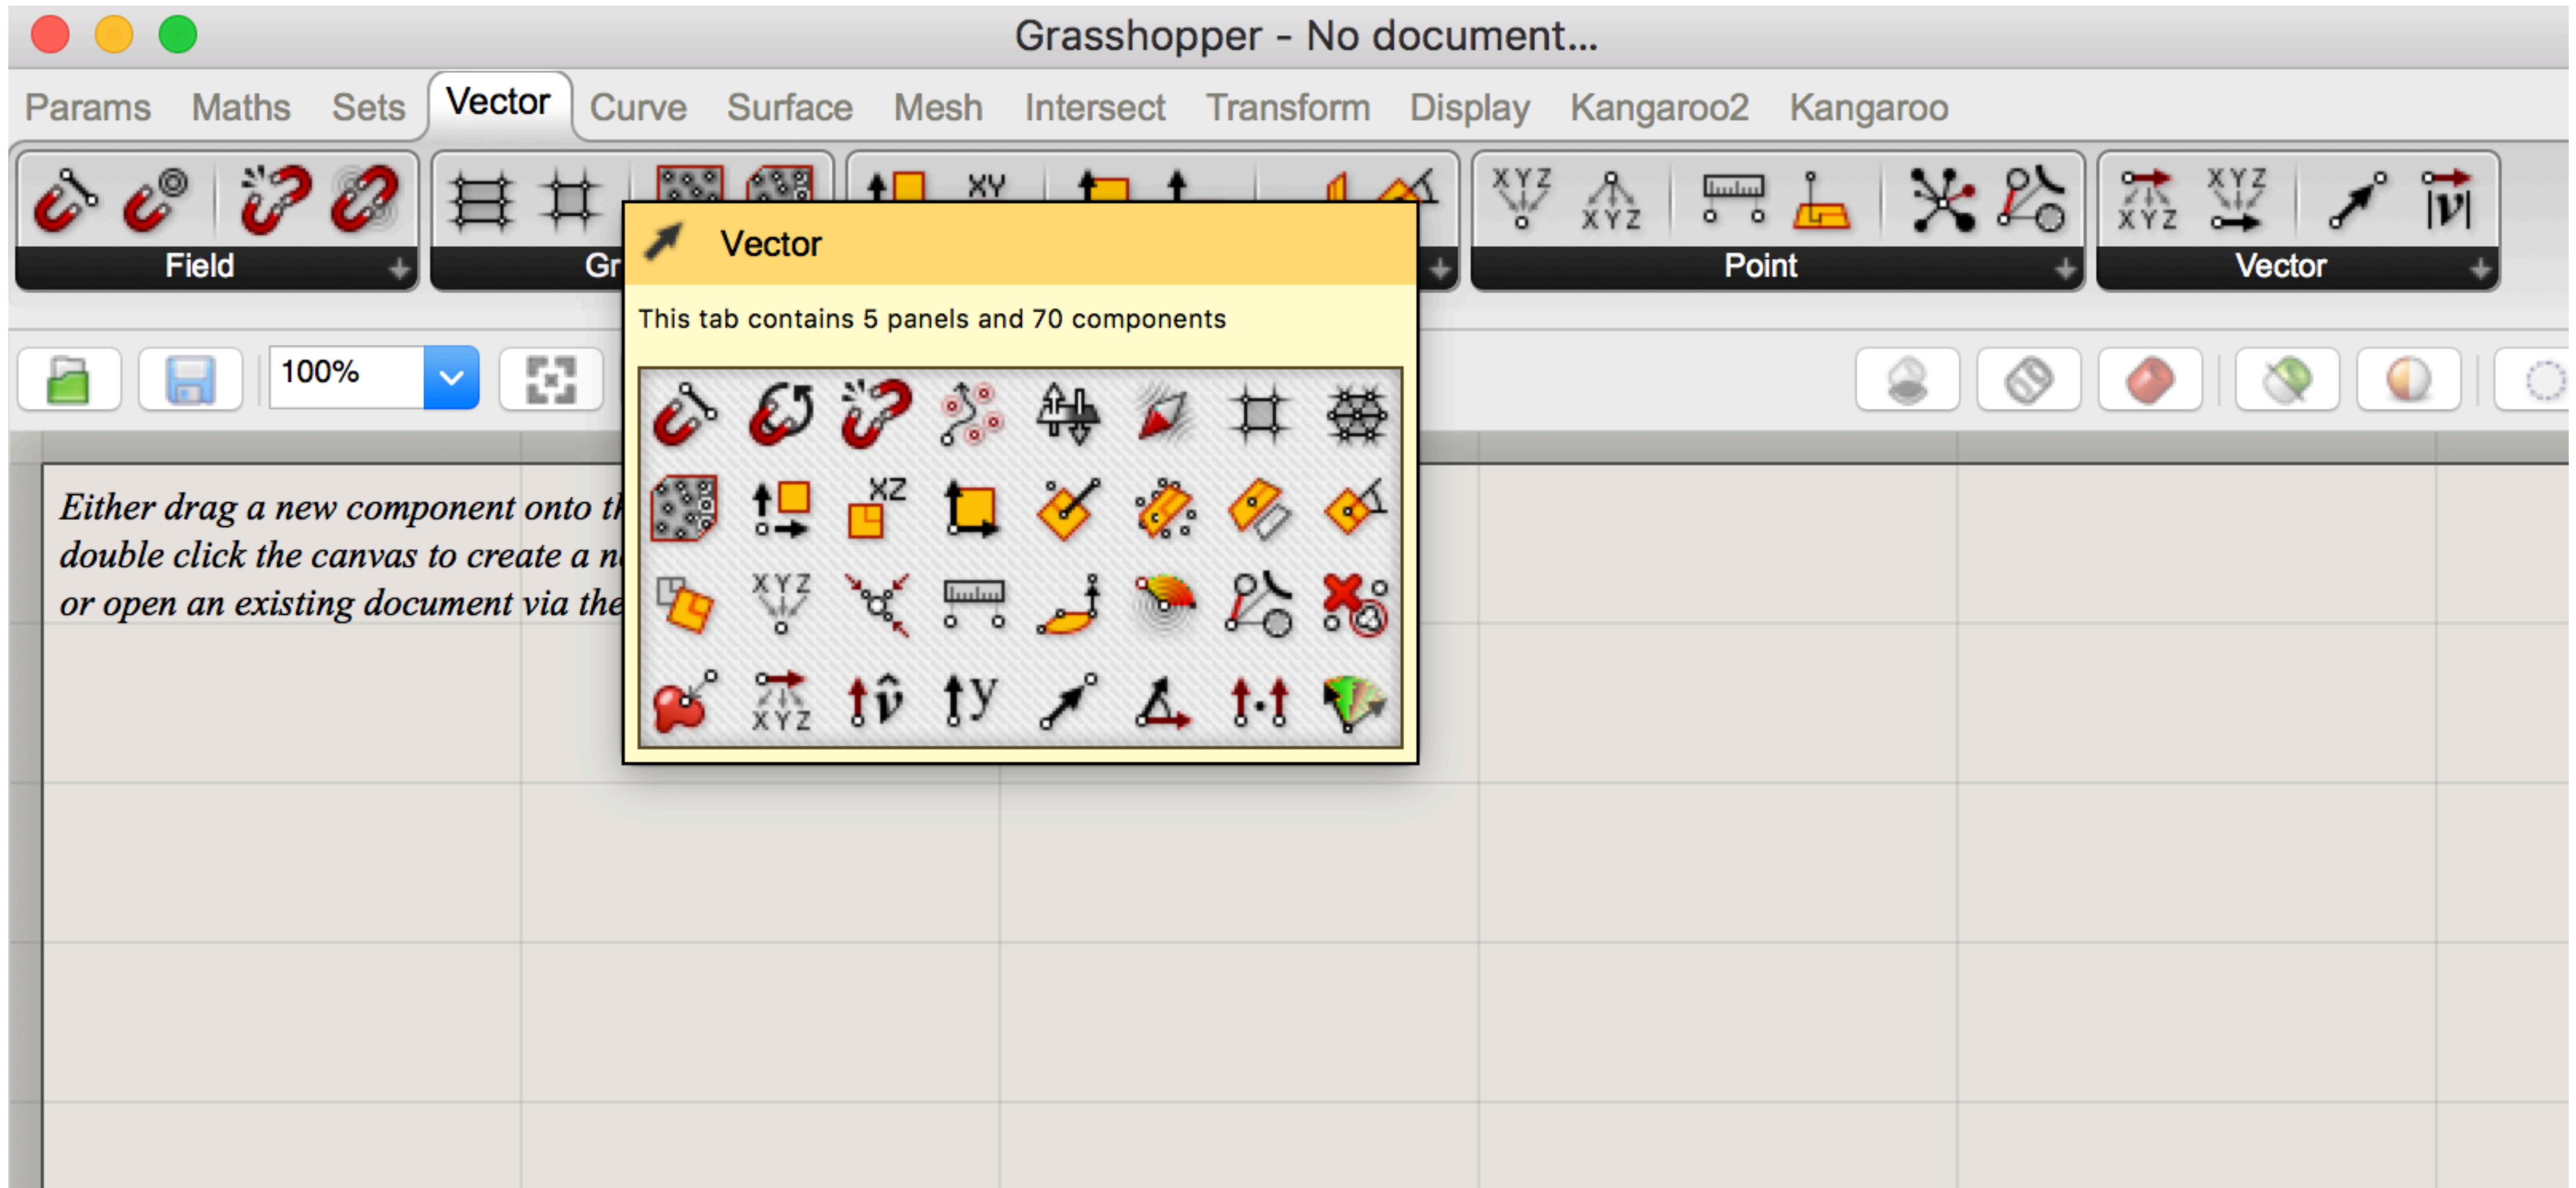 Grasshopper - No document...
Params Maths Sets Vector Curve Surface Mesh Intersect Transform Display Kangaroo2 Kangaroo
XY XYZ XYZ XYZ XYZ |v|
Field Gr Point Vector
Vector
This tab contains 5 panels and 70 components
100%
XZ
XYZ
XYZ v̂ y
Either drag a new component onto th
double click the canvas to create a n
or open an existing document via the